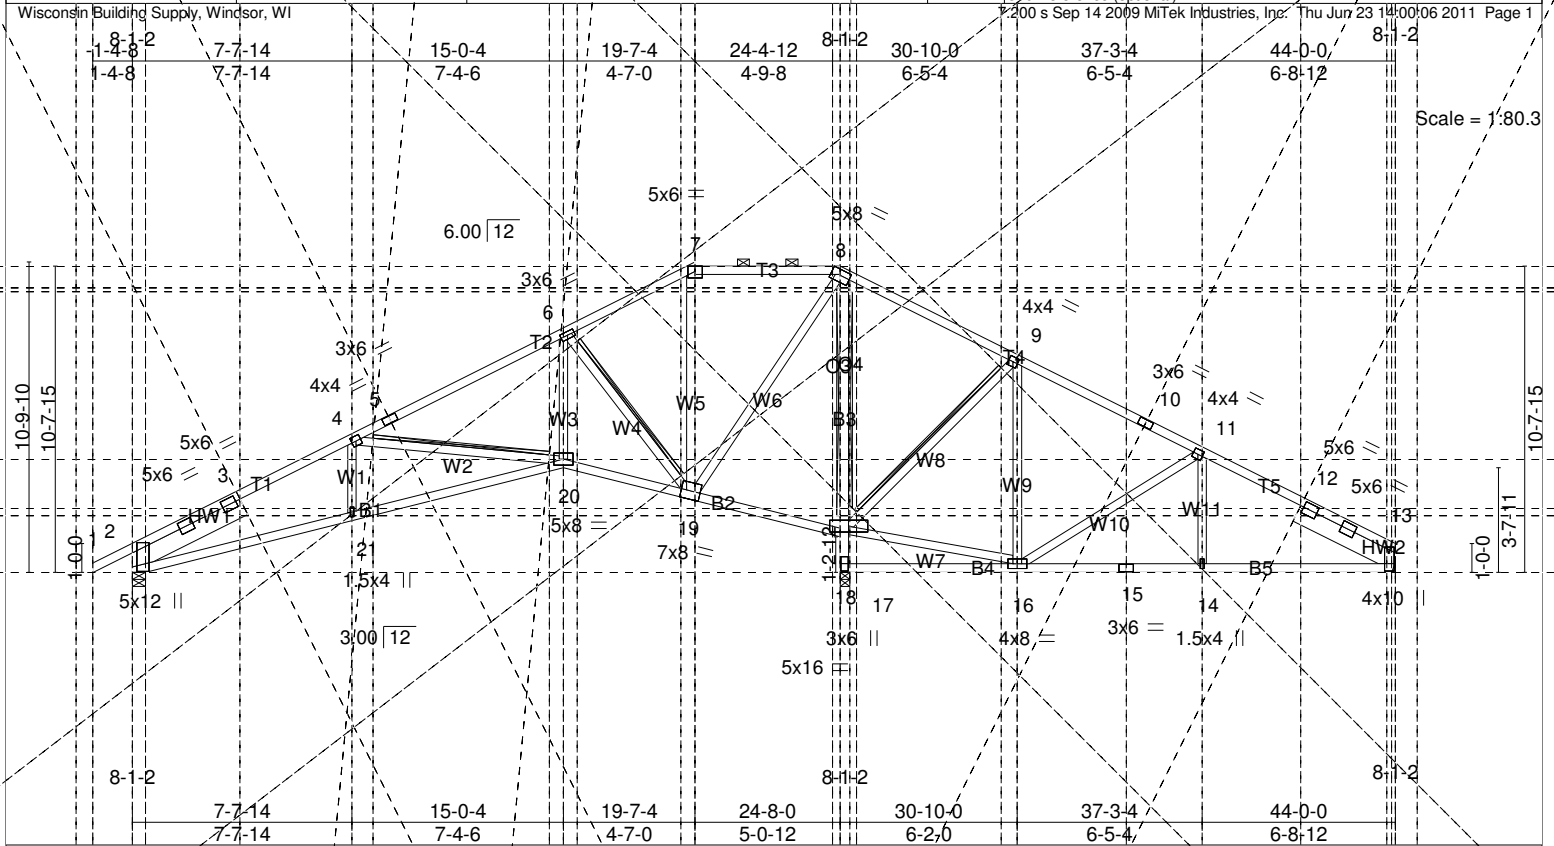 Wisconsin Building Supply, Windsor, WI
7.200 s Sep 14 2009 MiTek Industries, Inc. Thu Jun 23 14:00:06 2011 Page 1
8-1-2
8-1-2
8-1-2
-1-4-8
7-7-14
15-0-4
19-7-4
24-4-12
30-10-0
37-3-4
44-0-0
1-4-8
7-7-14
7-4-6
4-7-0
4-9-8
6-5-4
6-5-4
6-8-12
Scale = 1:80.3
5x6
5x8
6.00 12
7
8
T3
3x6
6
4x4
9
T2
T4
3x6
3x6
10
4x4
5
4x4
4
11
W3
W4
W5
W6
B3
5x6
5x6
3
T1
W1
W2
W8
W9
T5
12
5x6
5x6
HW1
B1
20
5x8
B2
19
7x8
W10
W11
13
HW2
1
2
21
1.5x4
5x12
3.00 12
1-2-12
18
17
3x6
5x16
W7
B4
16
4x8
15
3x6
14
1.5x4
B5
4x10
10-9-10
10-7-15
1-0-0
10-7-15
3-7-11
1-0-0
8-1-2
8-1-2
8-1-2
7-7-14
15-0-4
19-7-4
24-8-0
30-10-0
37-3-4
44-0-0
7-7-14
7-4-6
4-7-0
5-0-12
6-2-0
6-5-4
6-8-12